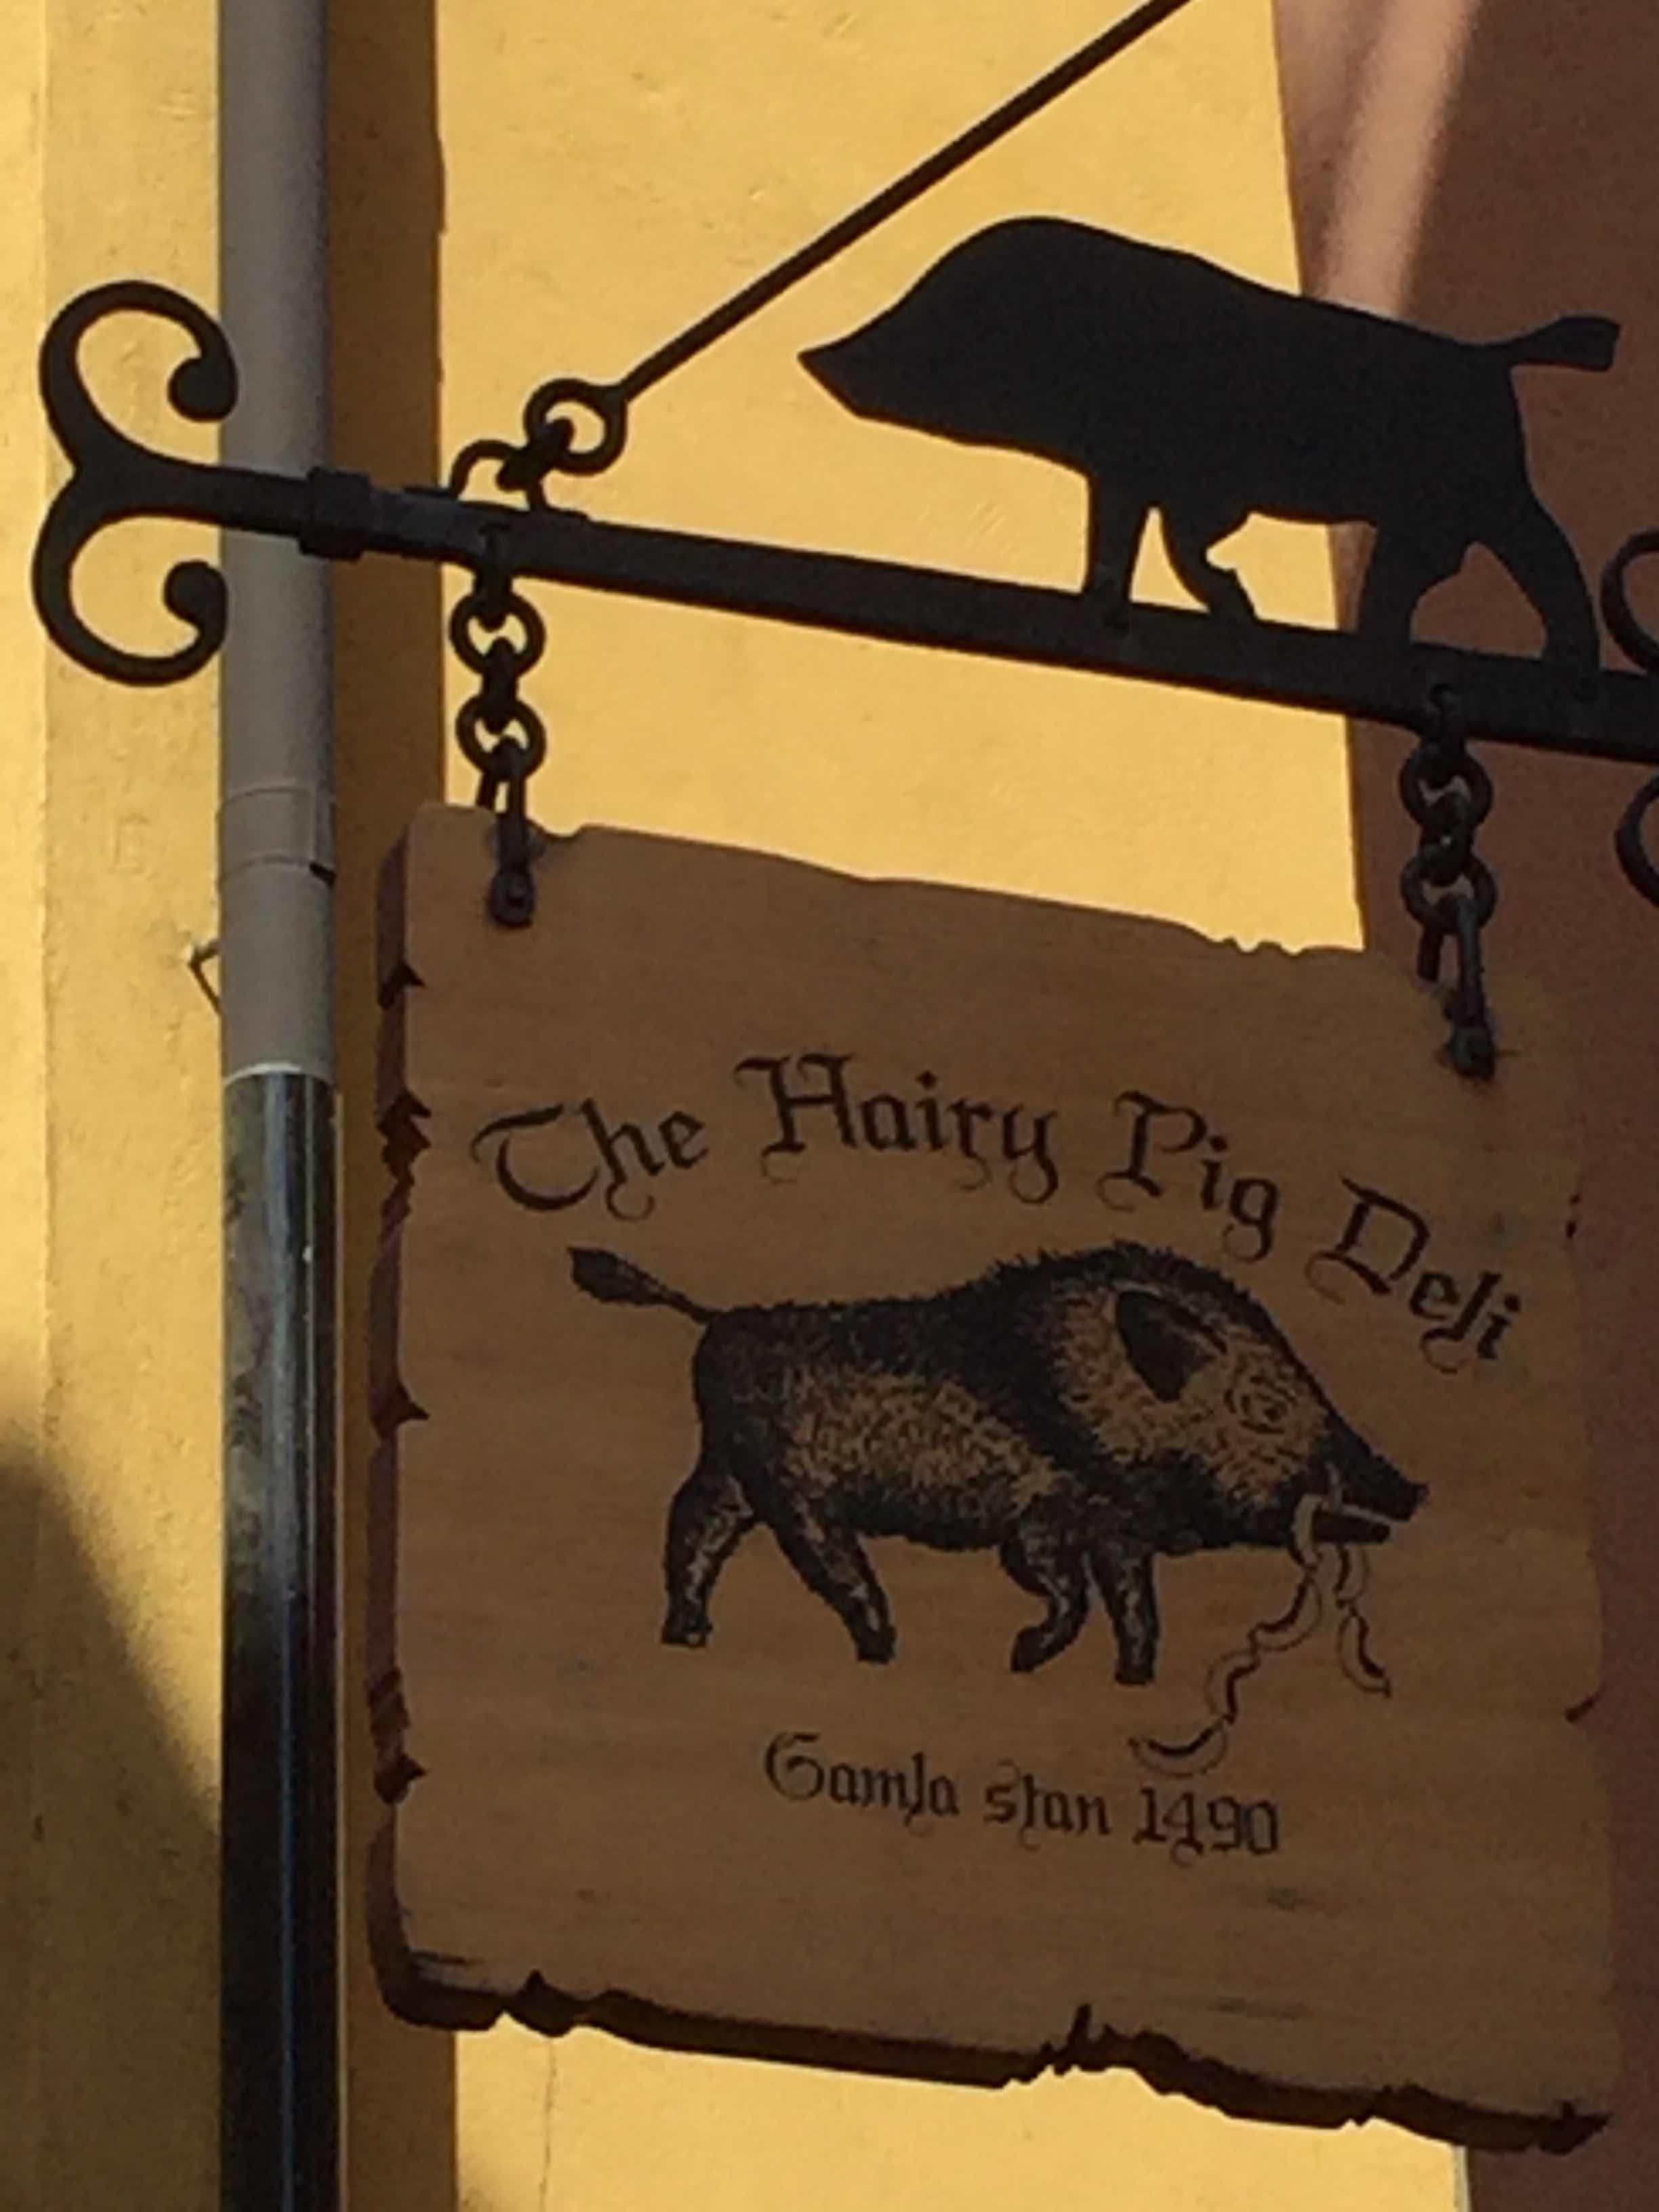 The Hairy Pig Deli
Gamla stan 1490